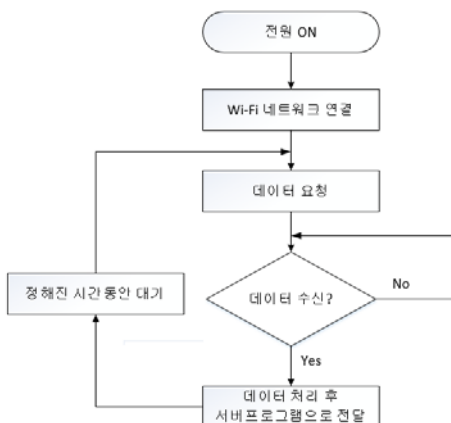 전원 ON
Wi-Fi 네트워크 연결
데이터 요청
정해진 시간 동안 대기
데이터 수신?
No
Yes
데이터 처리 후
서버프로그램으로 전달